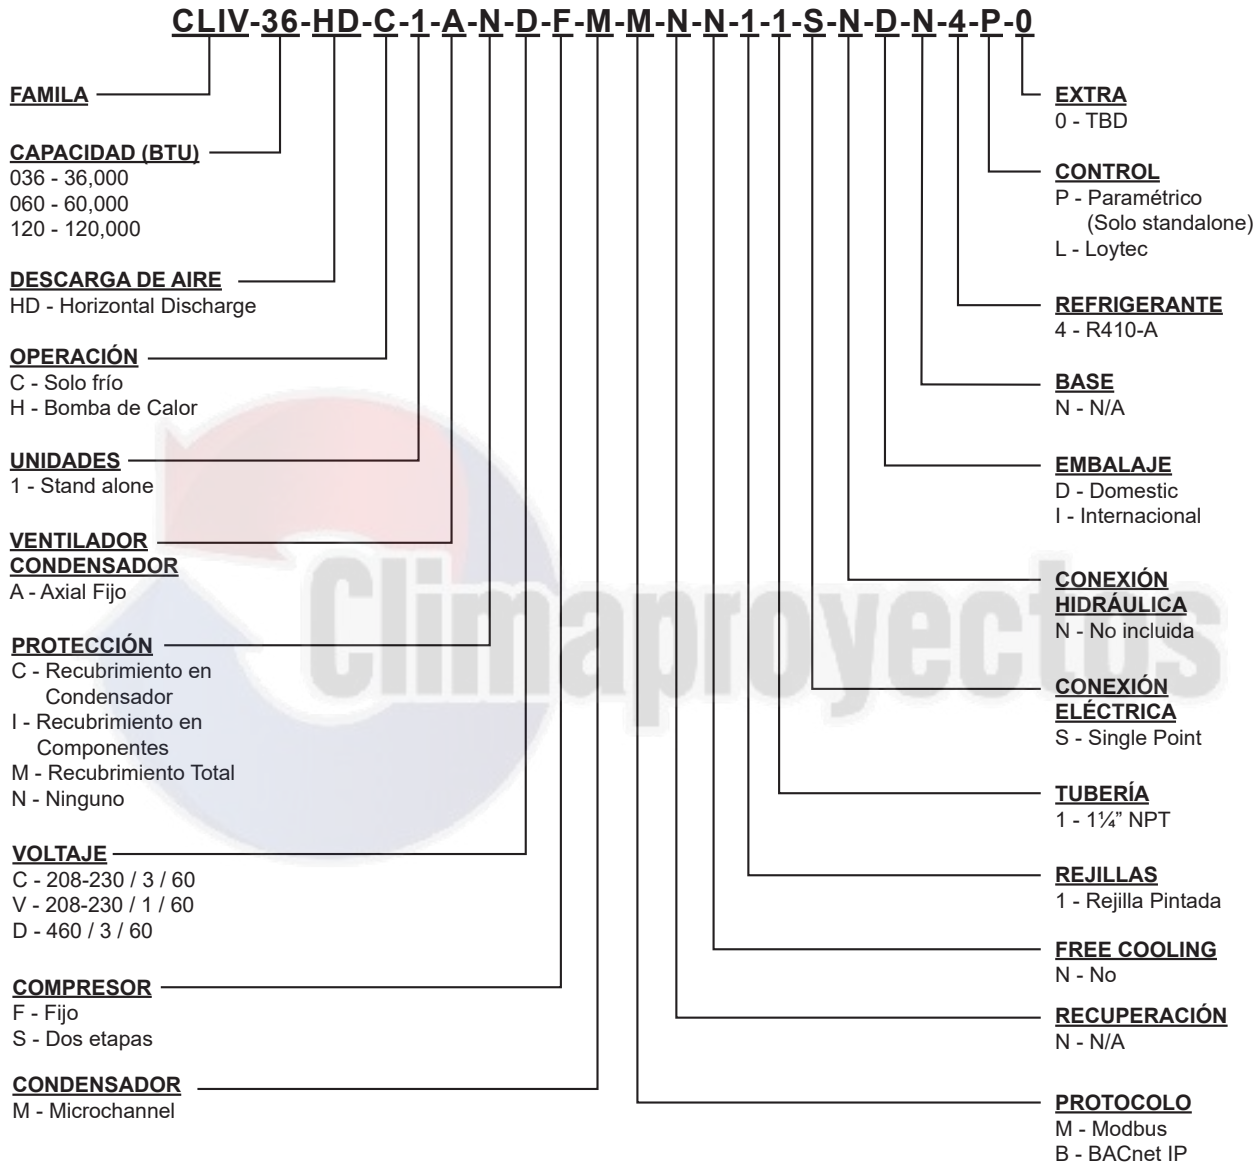 CLIV-36-HD-C-1-A-N-D-F-M-M-N-N-1-1-S-N-D-N-4-P-0
FAMILA
CAPACIDAD (BTU)
036 - 36,000
060 - 60,000
120 - 120,000
DESCARGA DE AIRE
HD - Horizontal Discharge
OPERACIÓN
C - Solo frío
H - Bomba de Calor
UNIDADES
1 - Stand alone
VENTILADOR
CONDENSADOR
A - Axial Fijo
PROTECCIÓN
C - Recubrimiento en
Condensador
I - Recubrimiento en
Componentes
M - Recubrimiento Total
N - Ninguno
VOLTAJE
C - 208-230 / 3 / 60
V - 208-230 / 1 / 60
D - 460 / 3 / 60
COMPRESOR
F - Fijo
S - Dos etapas
CONDENSADOR
M - Microchannel
EXTRA
0 - TBD
CONTROL
P - Paramétrico
(Solo standalone)
L - Loytec
REFRIGERANTE
4 - R410-A
BASE
N - N/A
EMBALAJE
D - Domestic
I - Internacional
CONEXIÓN
HIDRÁULICA
N - No incluida
CONEXIÓN
ELÉCTRICA
S - Single Point
TUBERÍA
1 - 1¼” NPT
REJILLAS
1 - Rejilla Pintada
FREE COOLING
N - No
RECUPERACIÓN
N - N/A
PROTOCOLO
M - Modbus
B - BACnet IP
Climaproyectos